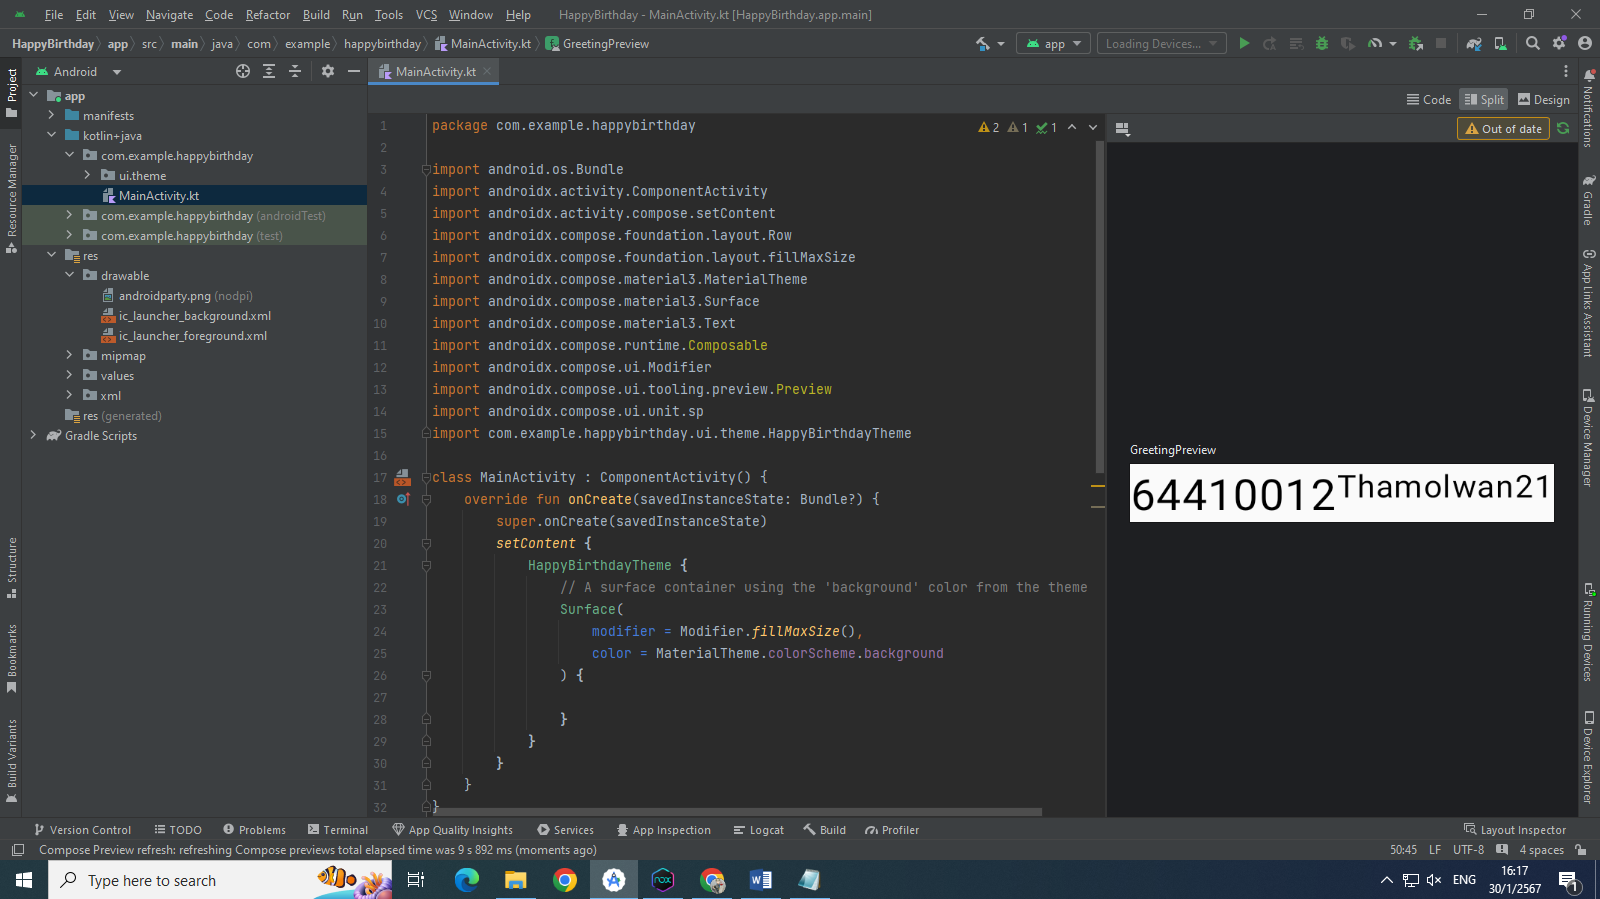 File Edit View Navigate Code Refactor Build Run Tools VCS Window Help HappyBirthday - MainActivity.kt [HappyBirthday.app.main]
HappyBirthday app src main java com example happybirthday MainActivity.kt GreetingPreview app Loading Devices...
Android MainActivity.kt
Code Split Design
Out of date
Project
Resource Manager
Structure
Bookmarks
Build Variants
app
manifests
kotlin+java
com.example.happybirthday
ui.theme
MainActivity.kt
com.example.happybirthday (androidTest)
com.example.happybirthday (test)
res
drawable
androidparty.png (nodpi)
ic_launcher_background.xml
ic_launcher_foreground.xml
mipmap
values
xml
res (generated)
Gradle Scripts
2 1 1
1 package com.example.happybirthday
2
3 import android.os.Bundle
4 import androidx.activity.ComponentActivity
5 import androidx.activity.compose.setContent
6 import androidx.compose.foundation.layout.Row
7 import androidx.compose.foundation.layout.fillMaxSize
8 import androidx.compose.material3.MaterialTheme
9 import androidx.compose.material3.Surface
10 import androidx.compose.material3.Text
11 import androidx.compose.runtime.Composable
12 import androidx.compose.ui.Modifier
13 import androidx.compose.ui.tooling.preview.Preview
14 import androidx.compose.ui.unit.sp
15 import com.example.happybirthday.ui.theme.HappyBirthdayTheme
16
17 class MainActivity : ComponentActivity() {
18 override fun onCreate(savedInstanceState: Bundle?) {
19 super.onCreate(savedInstanceState)
20 setContent {
21 HappyBirthdayTheme {
22 // A surface container using the 'background' color from the theme
23 Surface(
24 modifier = Modifier.fillMaxSize(),
25 color = MaterialTheme.colorScheme.background
26 ) {
27
28 }
29 }
30 }
31 }
32 }
GreetingPreview
64410012Thamolwan21
Notifications
Gradle
App Links Assistant
Device Manager
Running Devices
Device Explorer
Version Control TODO Problems Terminal App Quality Insights Services App Inspection Logcat Build Profiler Layout Inspector
Compose Preview refresh: refreshing Compose previews total elapsed time was 9 s 892 ms (moments ago) 50:45 LF UTF-8 4 spaces
Type here to search nox W ENG 16:17
30/1/2567 1